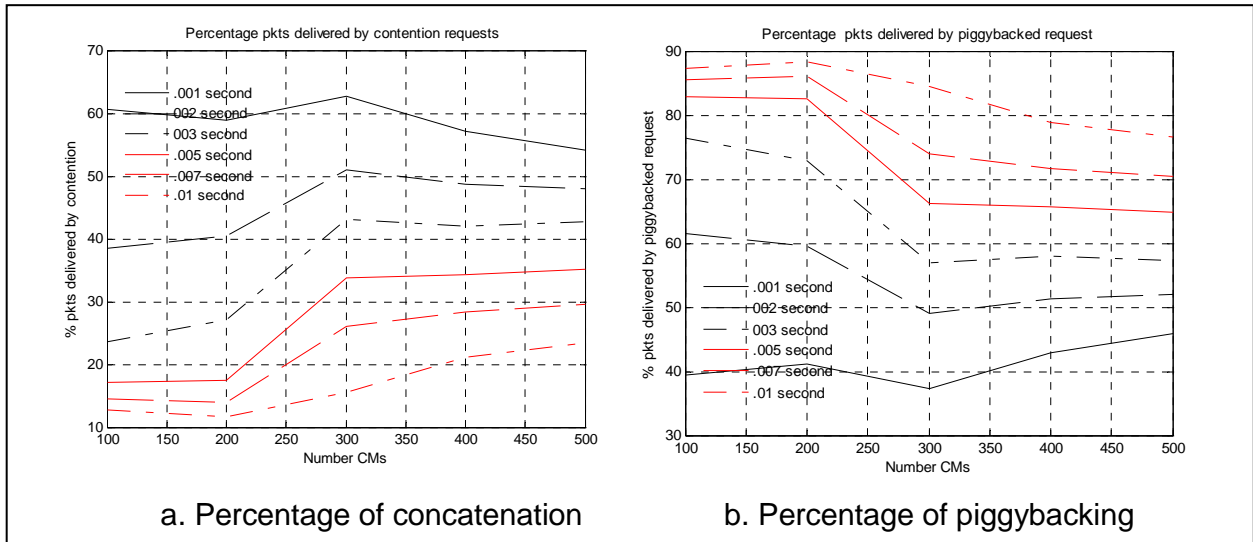 Percentage pkts delivered by contention requests
70
60
50
40
30
20
10
% pkts delivered by contention
.001 second
002 second
003 second
.005 second
.007 second
.01 second
100 150 200 250 300 350 400 450 500
Number CMs
a. Percentage of concatenation
Percentage pkts delivered by piggybacked request
90
80
70
60
50
40
30
% pkts delivered by piggybacked request
.001 second
002 second
003 second
.005 second
.007 second
.01 second
100 150 200 250 300 350 400 450 500
Number CMs
b. Percentage of piggybacking